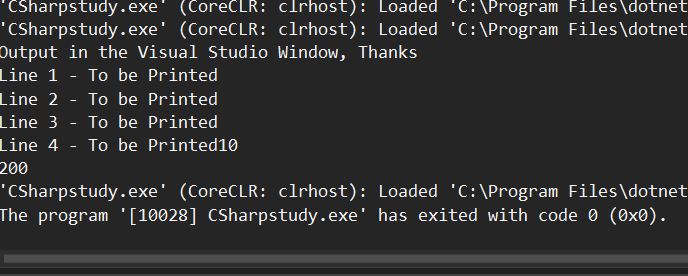 'CSharpstudy.exe' (CoreCLR: clrhost): Loaded 'C:\Program Files\dotnet
'CSharpstudy.exe' (CoreCLR: clrhost): Loaded 'C:\Program Files\dotnet
Output in the Visual Studio Window, Thanks
Line 1 - To be Printed
Line 2 - To be Printed
Line 3 - To be Printed
Line 4 - To be Printed10
200
'CSharpstudy.exe' (CoreCLR: clrhost): Loaded 'C:\Program Files\dotnet
The program '[10028] CSharpstudy.exe' has exited with code 0 (0x0).